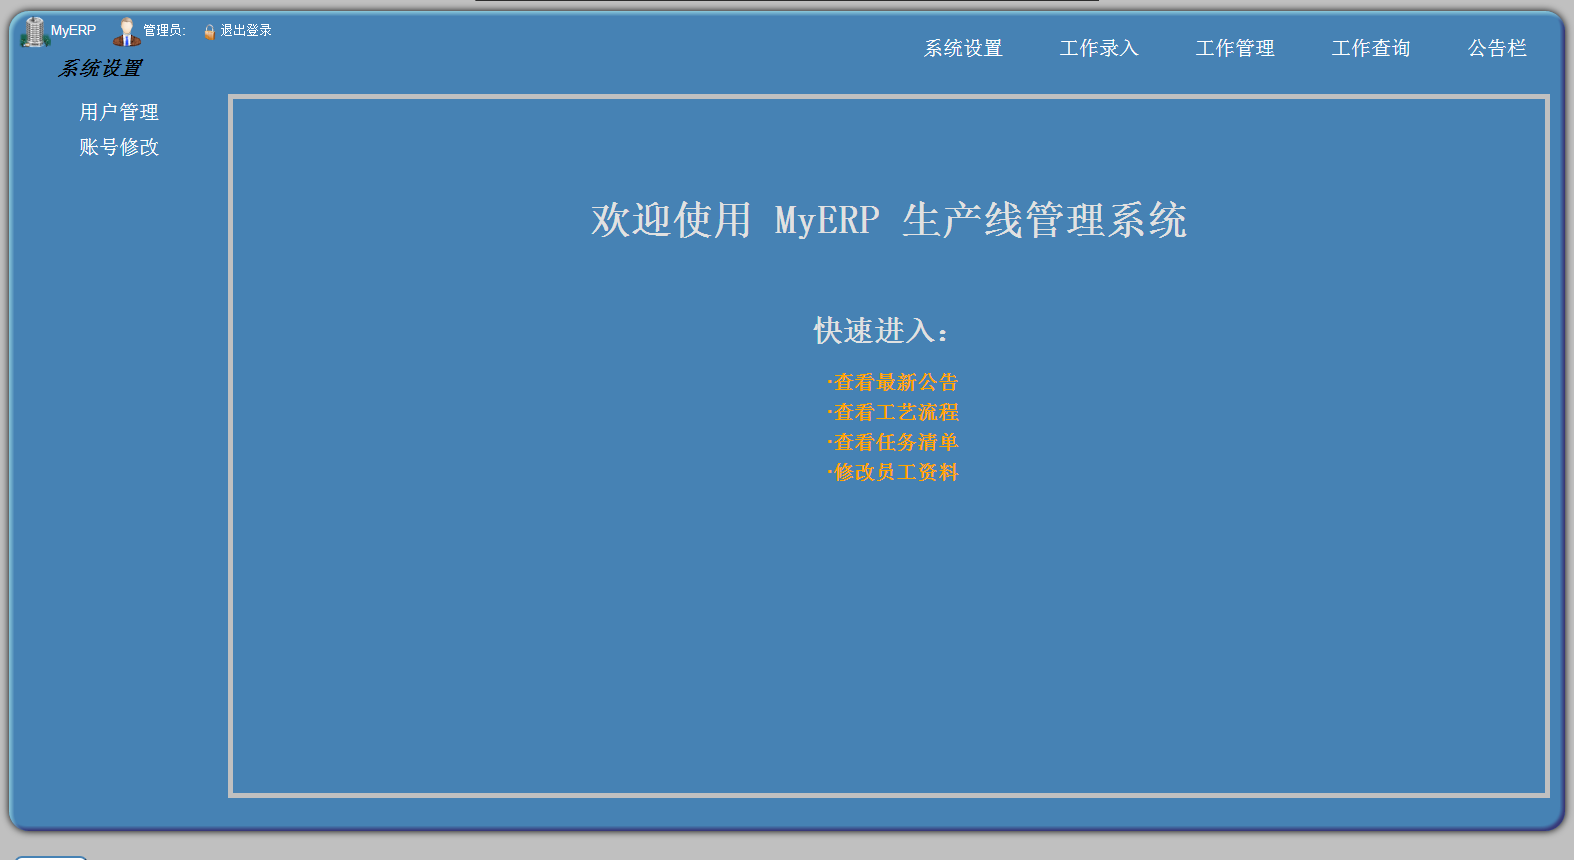 MyERP 管理员: 退出登录
系统设置 工作录入 工作管理 工作查询 公告栏
系统设置
用户管理
账号修改
欢迎使用 MyERP 生产线管理系统
快速进入：
·查看最新公告
·查看工艺流程
·查看任务清单
·修改员工资料